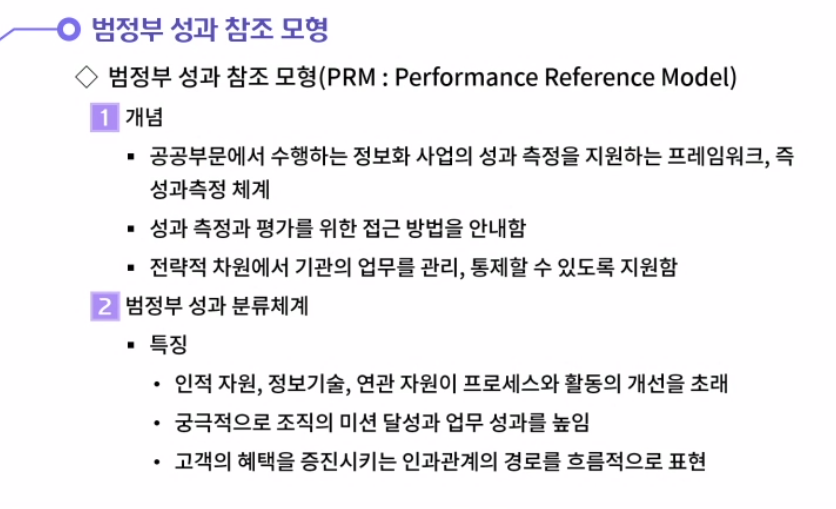 범정부 성과 참조 모형
◇ 범정부 성과 참조 모형(PRM : Performance Reference Model)
1 개념
▪ 공공부문에서 수행하는 정보화 사업의 성과 측정을 지원하는 프레임워크, 즉
성과측정 체계
▪ 성과 측정과 평가를 위한 접근 방법을 안내함
▪ 전략적 차원에서 기관의 업무를 관리, 통제할 수 있도록 지원함
2 범정부 성과 분류체계
▪ 특징
• 인적 자원, 정보기술, 연관 자원이 프로세스와 활동의 개선을 초래
• 궁극적으로 조직의 미션 달성과 업무 성과를 높임
• 고객의 혜택을 증진시키는 인과관계의 경로를 흐름적으로 표현